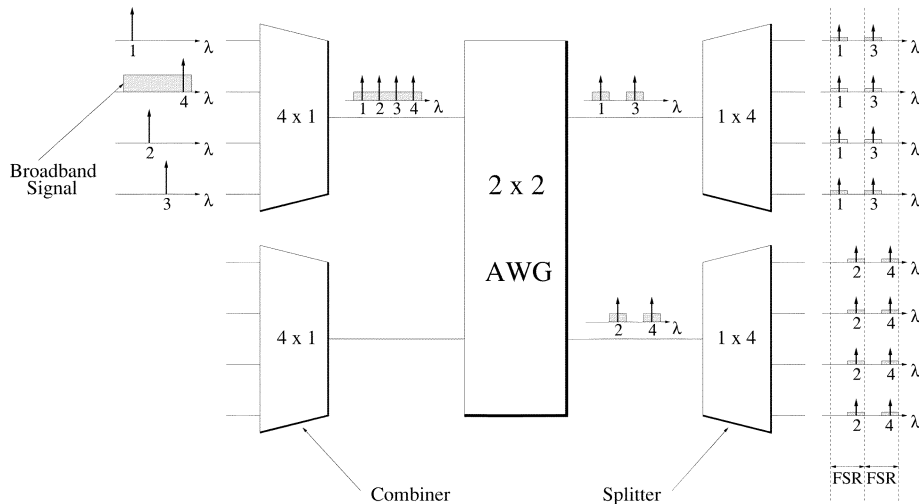 1 λ
4 λ
2 λ
3 λ
Broadband
Signal
4 x 1
1 2 3 4 λ
2 x 2
AWG
1 3 λ
1 x 4
1 3 λ
1 3 λ
1 3 λ
1 3 λ
4 x 1
2 4 λ
1 x 4
2 4 λ
2 4 λ
2 4 λ
2 4 λ
FSR FSR
Combiner
Splitter